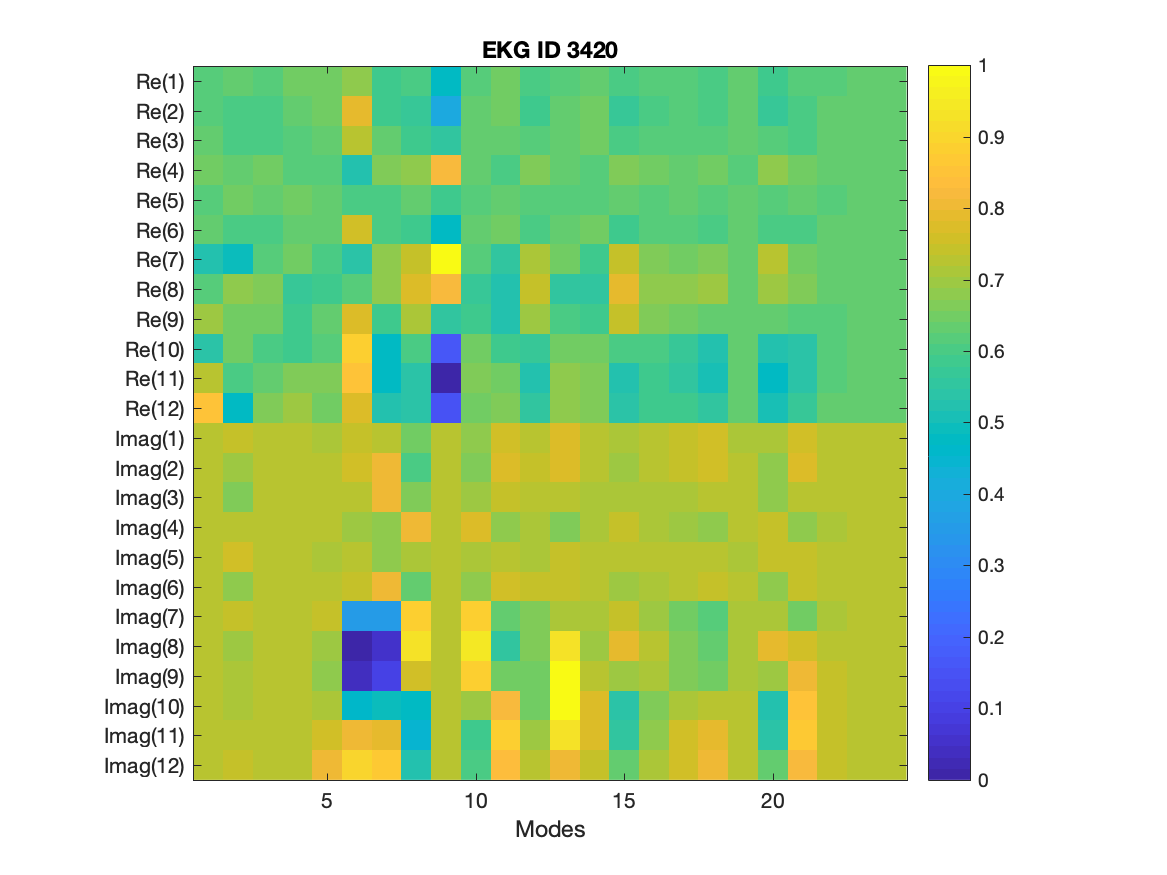 EKG ID 3420
Re(1)
Re(2)
Re(3)
Re(4)
Re(5)
Re(6)
Re(7)
Re(8)
Re(9)
Re(10)
Re(11)
Re(12)
Imag(1)
Imag(2)
Imag(3)
Imag(4)
Imag(5)
Imag(6)
Imag(7)
Imag(8)
Imag(9)
Imag(10)
Imag(11)
Imag(12)
5 10 15 20
Modes
1
0.9
0.8
0.7
0.6
0.5
0.4
0.3
0.2
0.1
0